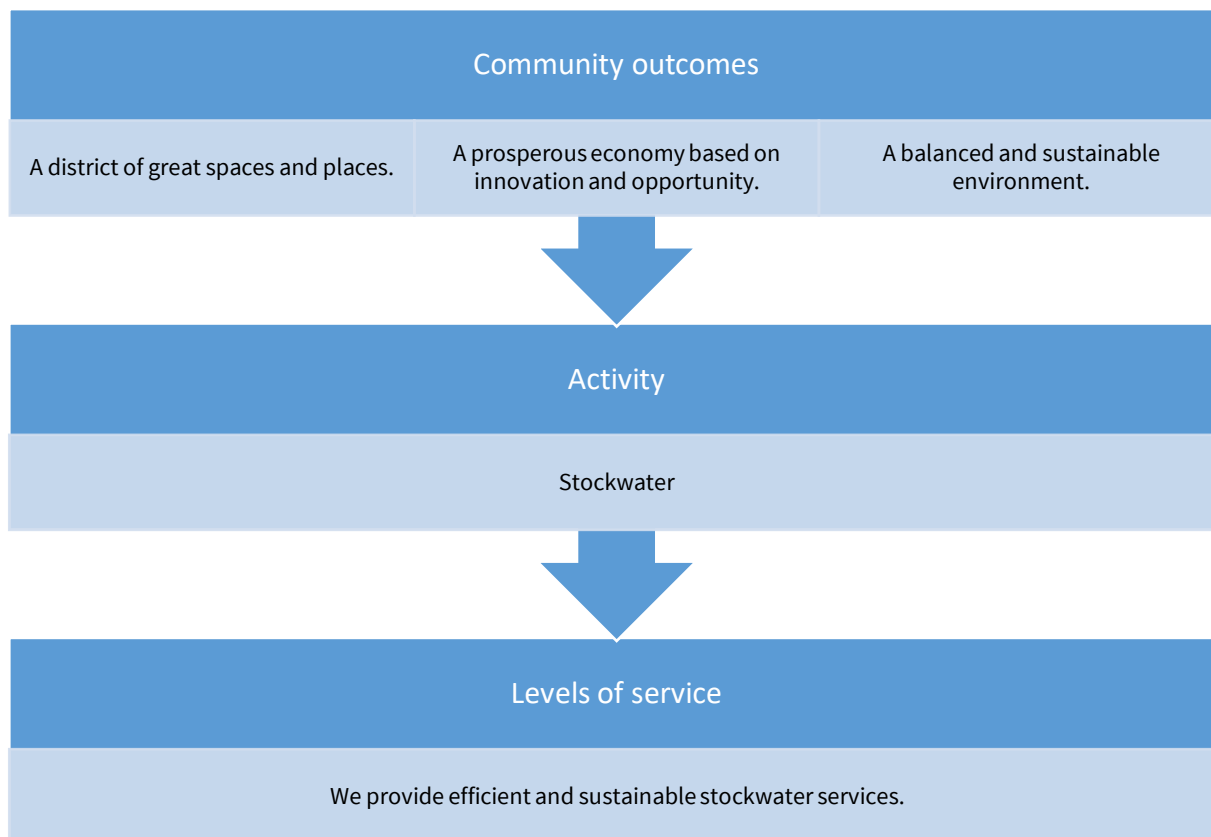 Community outcomes
A district of great spaces and places.
A prosperous economy based on
innovation and opportunity.
A balanced and sustainable
environment.
Activity
Stockwater
Levels of service
We provide efficient and sustainable stockwater services.